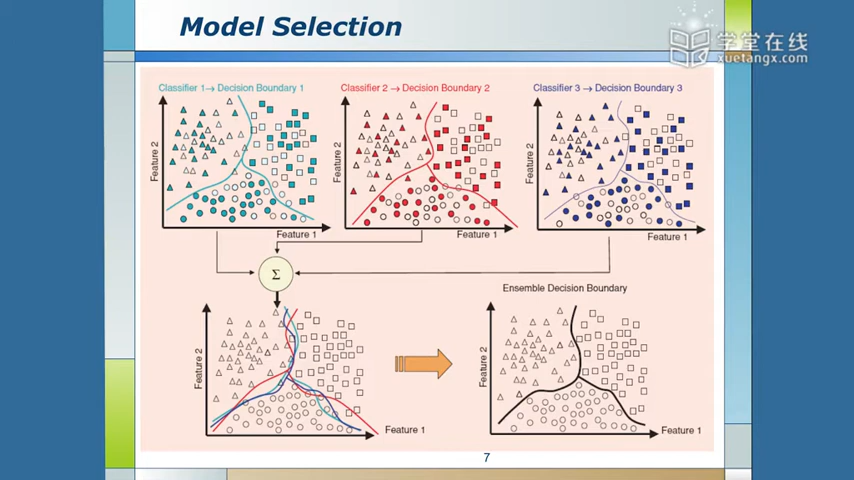 Model Selection
学堂在线
xuetangx.com
Classifier 1→ Decision Boundary 1
Classifier 2 → Decision Boundary 2
Classifier 3 → Decision Boundary 3
Feature 2
Feature 1
Feature 2
Feature 1
Feature 2
Feature 1
Σ
Ensemble Decision Boundary
Feature 2
Feature 1
Feature 2
Feature 1
7